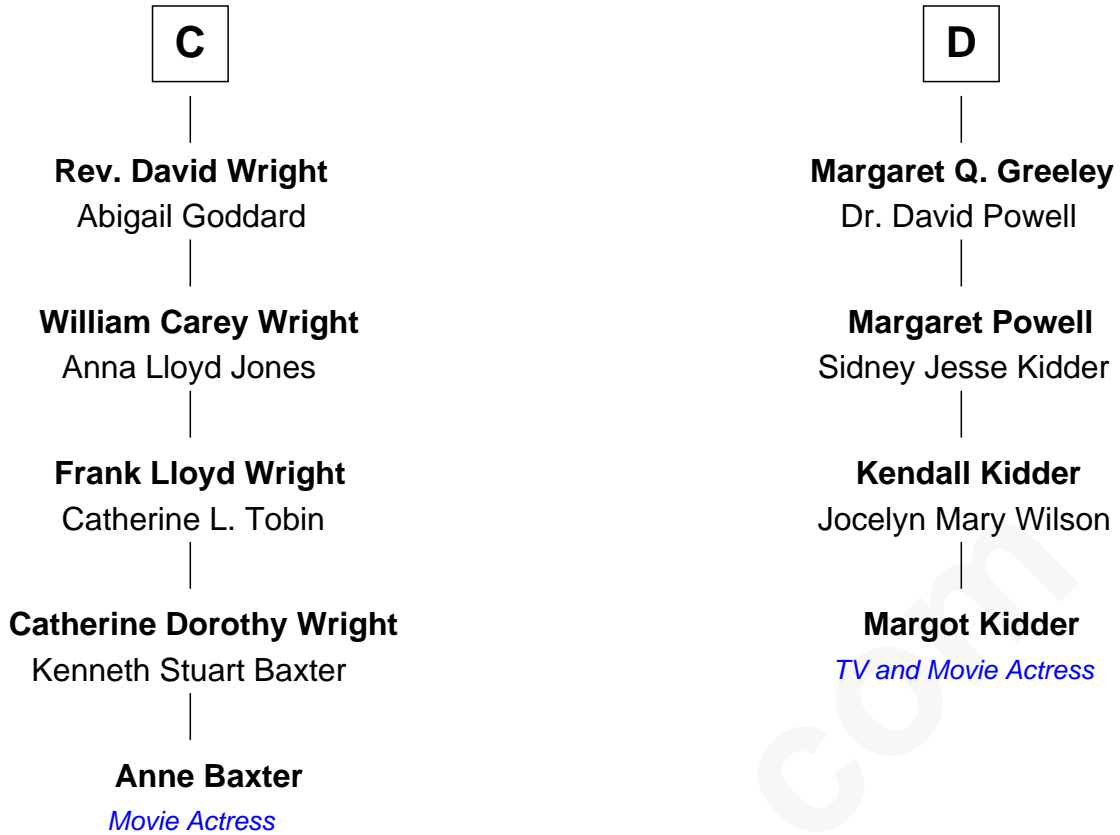 C
Rev. David Wright
Abigail Goddard
William Carey Wright
Anna Lloyd Jones
Frank Lloyd Wright
Catherine L. Tobin
Catherine Dorothy Wright
Kenneth Stuart Baxter
Anne Baxter
Movie Actress
D
Margaret Q. Greeley
Dr. David Powell
Margaret Powell
Sidney Jesse Kidder
Kendall Kidder
Jocelyn Mary Wilson
Margot Kidder
TV and Movie Actress
com